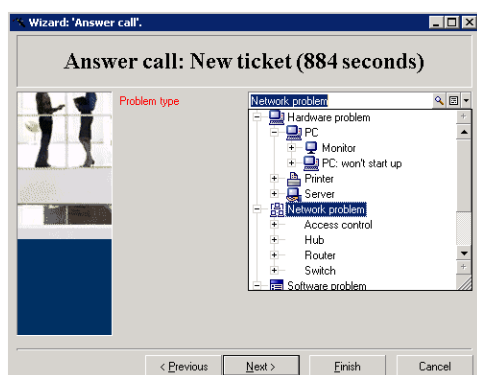 Wizard: 'Answer call'.
Answer call: New ticket (884 seconds)
Problem type
Network problem
Hardware problem
PC
Monitor
PC: won't start up
Printer
Server
Network problem
Access control
Hub
Router
Switch
Software problem
< Previous
Next >
Finish
Cancel